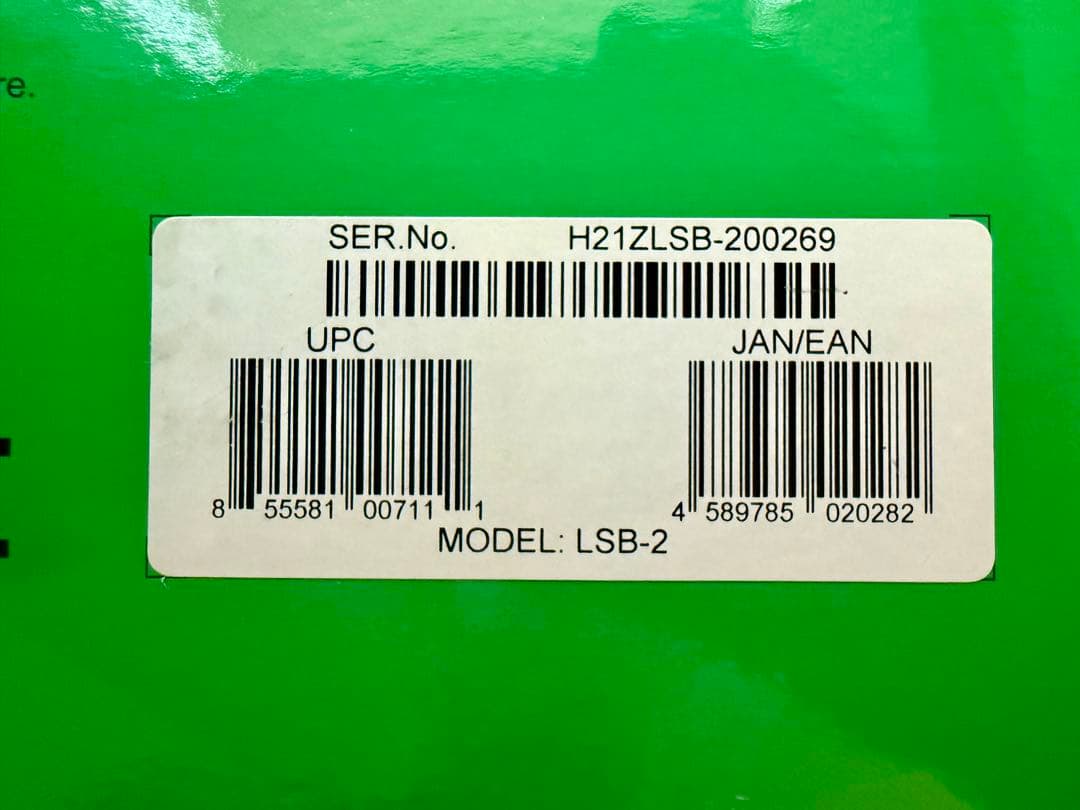 re.
SER.No. H21ZLSB-200269
UPC JAN/EAN
8 55581 00711 1 4 589785 020282
MODEL: LSB-2